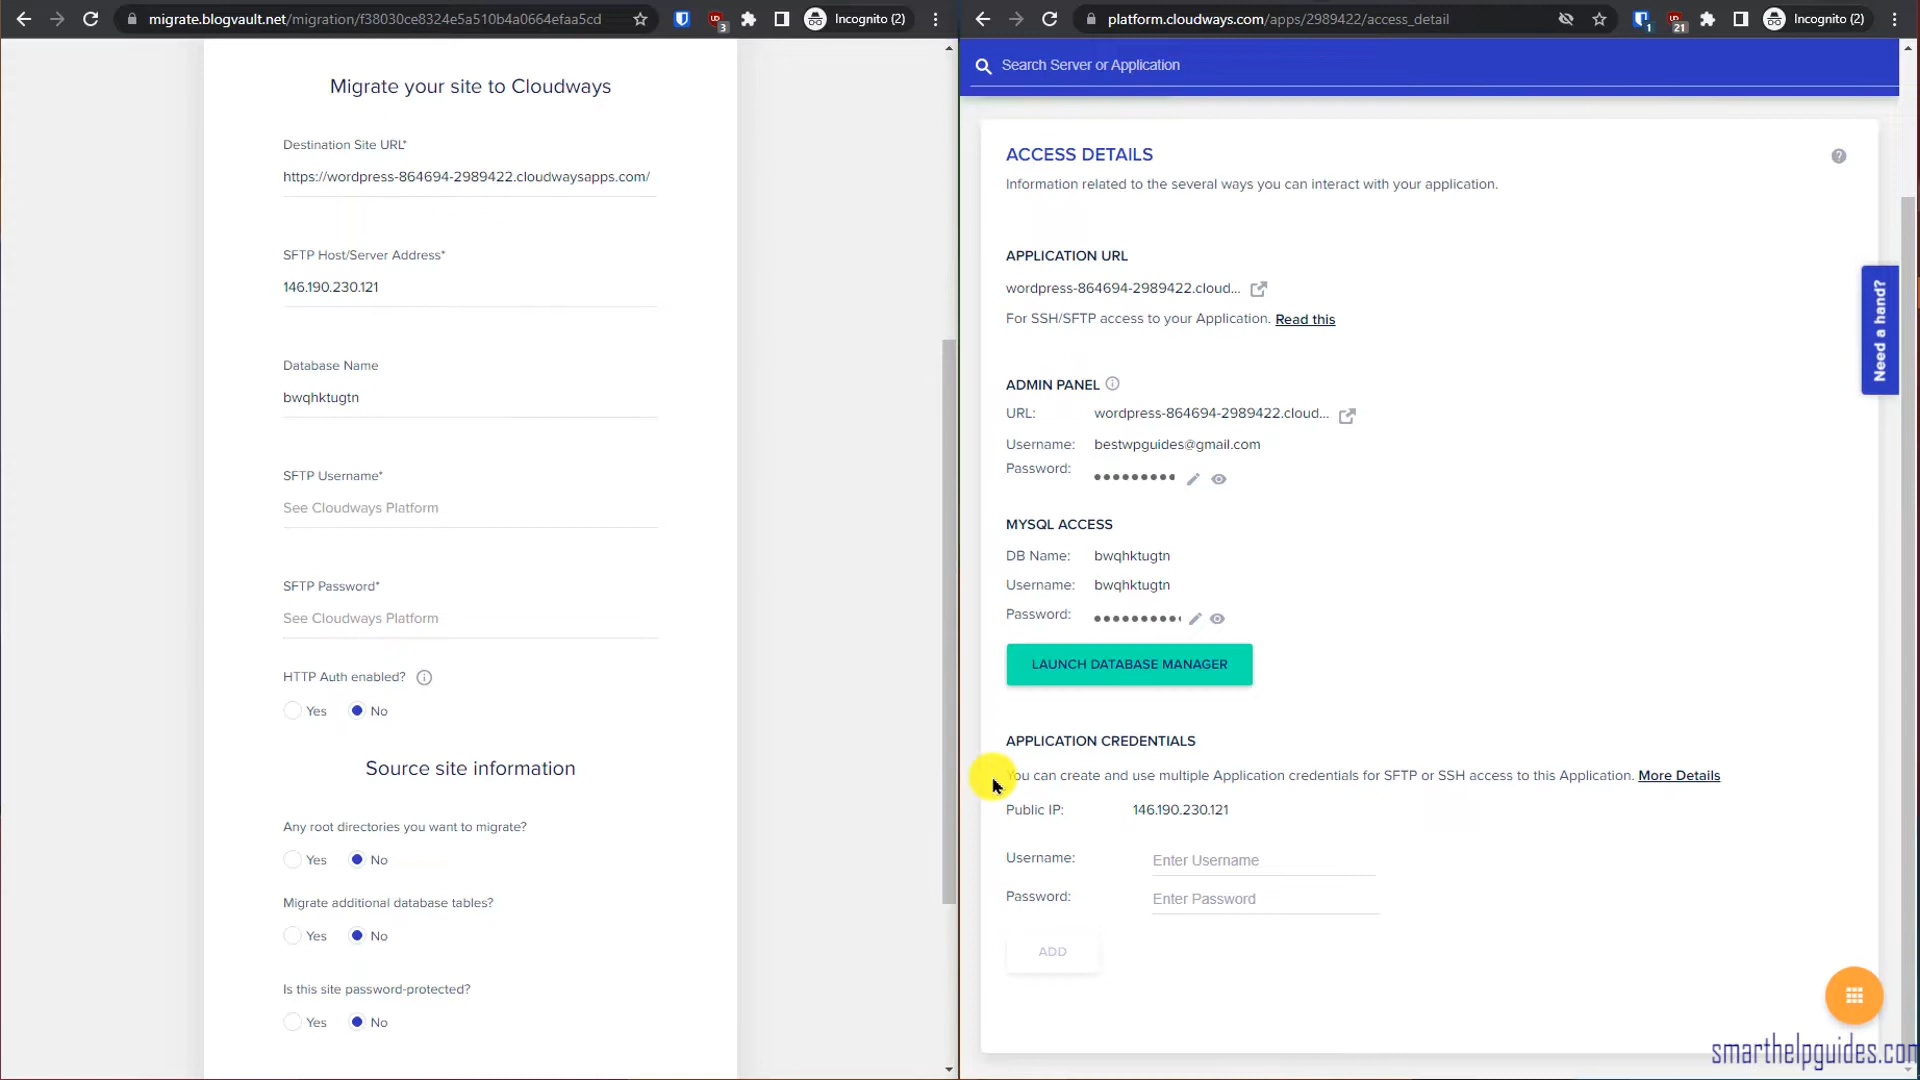 migrate.blogvault.net/migration/f38030ce8324e5a510b4a0664efaa5cd
3
Incognito (2)
platform.cloudways.com/apps/2989422/access_detail
1
21
Incognito (2)
Migrate your site to Cloudways
Destination Site URL*
https://wordpress-864694-2989422.cloudwaysapps.com/
SFTP Host/Server Address*
146.190.230.121
Database Name
bwqhktugtn
SFTP Username*
See Cloudways Platform
SFTP Password*
See Cloudways Platform
HTTP Auth enabled?
Yes No
Source site information
Any root directories you want to migrate?
Yes No
Migrate additional database tables?
Yes No
Is this site password-protected?
Yes No
Search Server or Application
ACCESS DETAILS
Information related to the several ways you can interact with your application.
APPLICATION URL
wordpress-864694-2989422.cloud...
For SSH/SFTP access to your Application. Read this
ADMIN PANEL
URL: wordpress-864694-2989422.cloud...
Username: bestwpguides@gmail.com
Password:
MYSQL ACCESS
DB Name: bwqhktugtn
Username: bwqhktugtn
Password:
LAUNCH DATABASE MANAGER
APPLICATION CREDENTIALS
You can create and use multiple Application credentials for SFTP or SSH access to this Application. More Details
Public IP: 146.190.230.121
Username: Enter Username
Password: Enter Password
ADD
Need a hand?
smarthelpguides.com